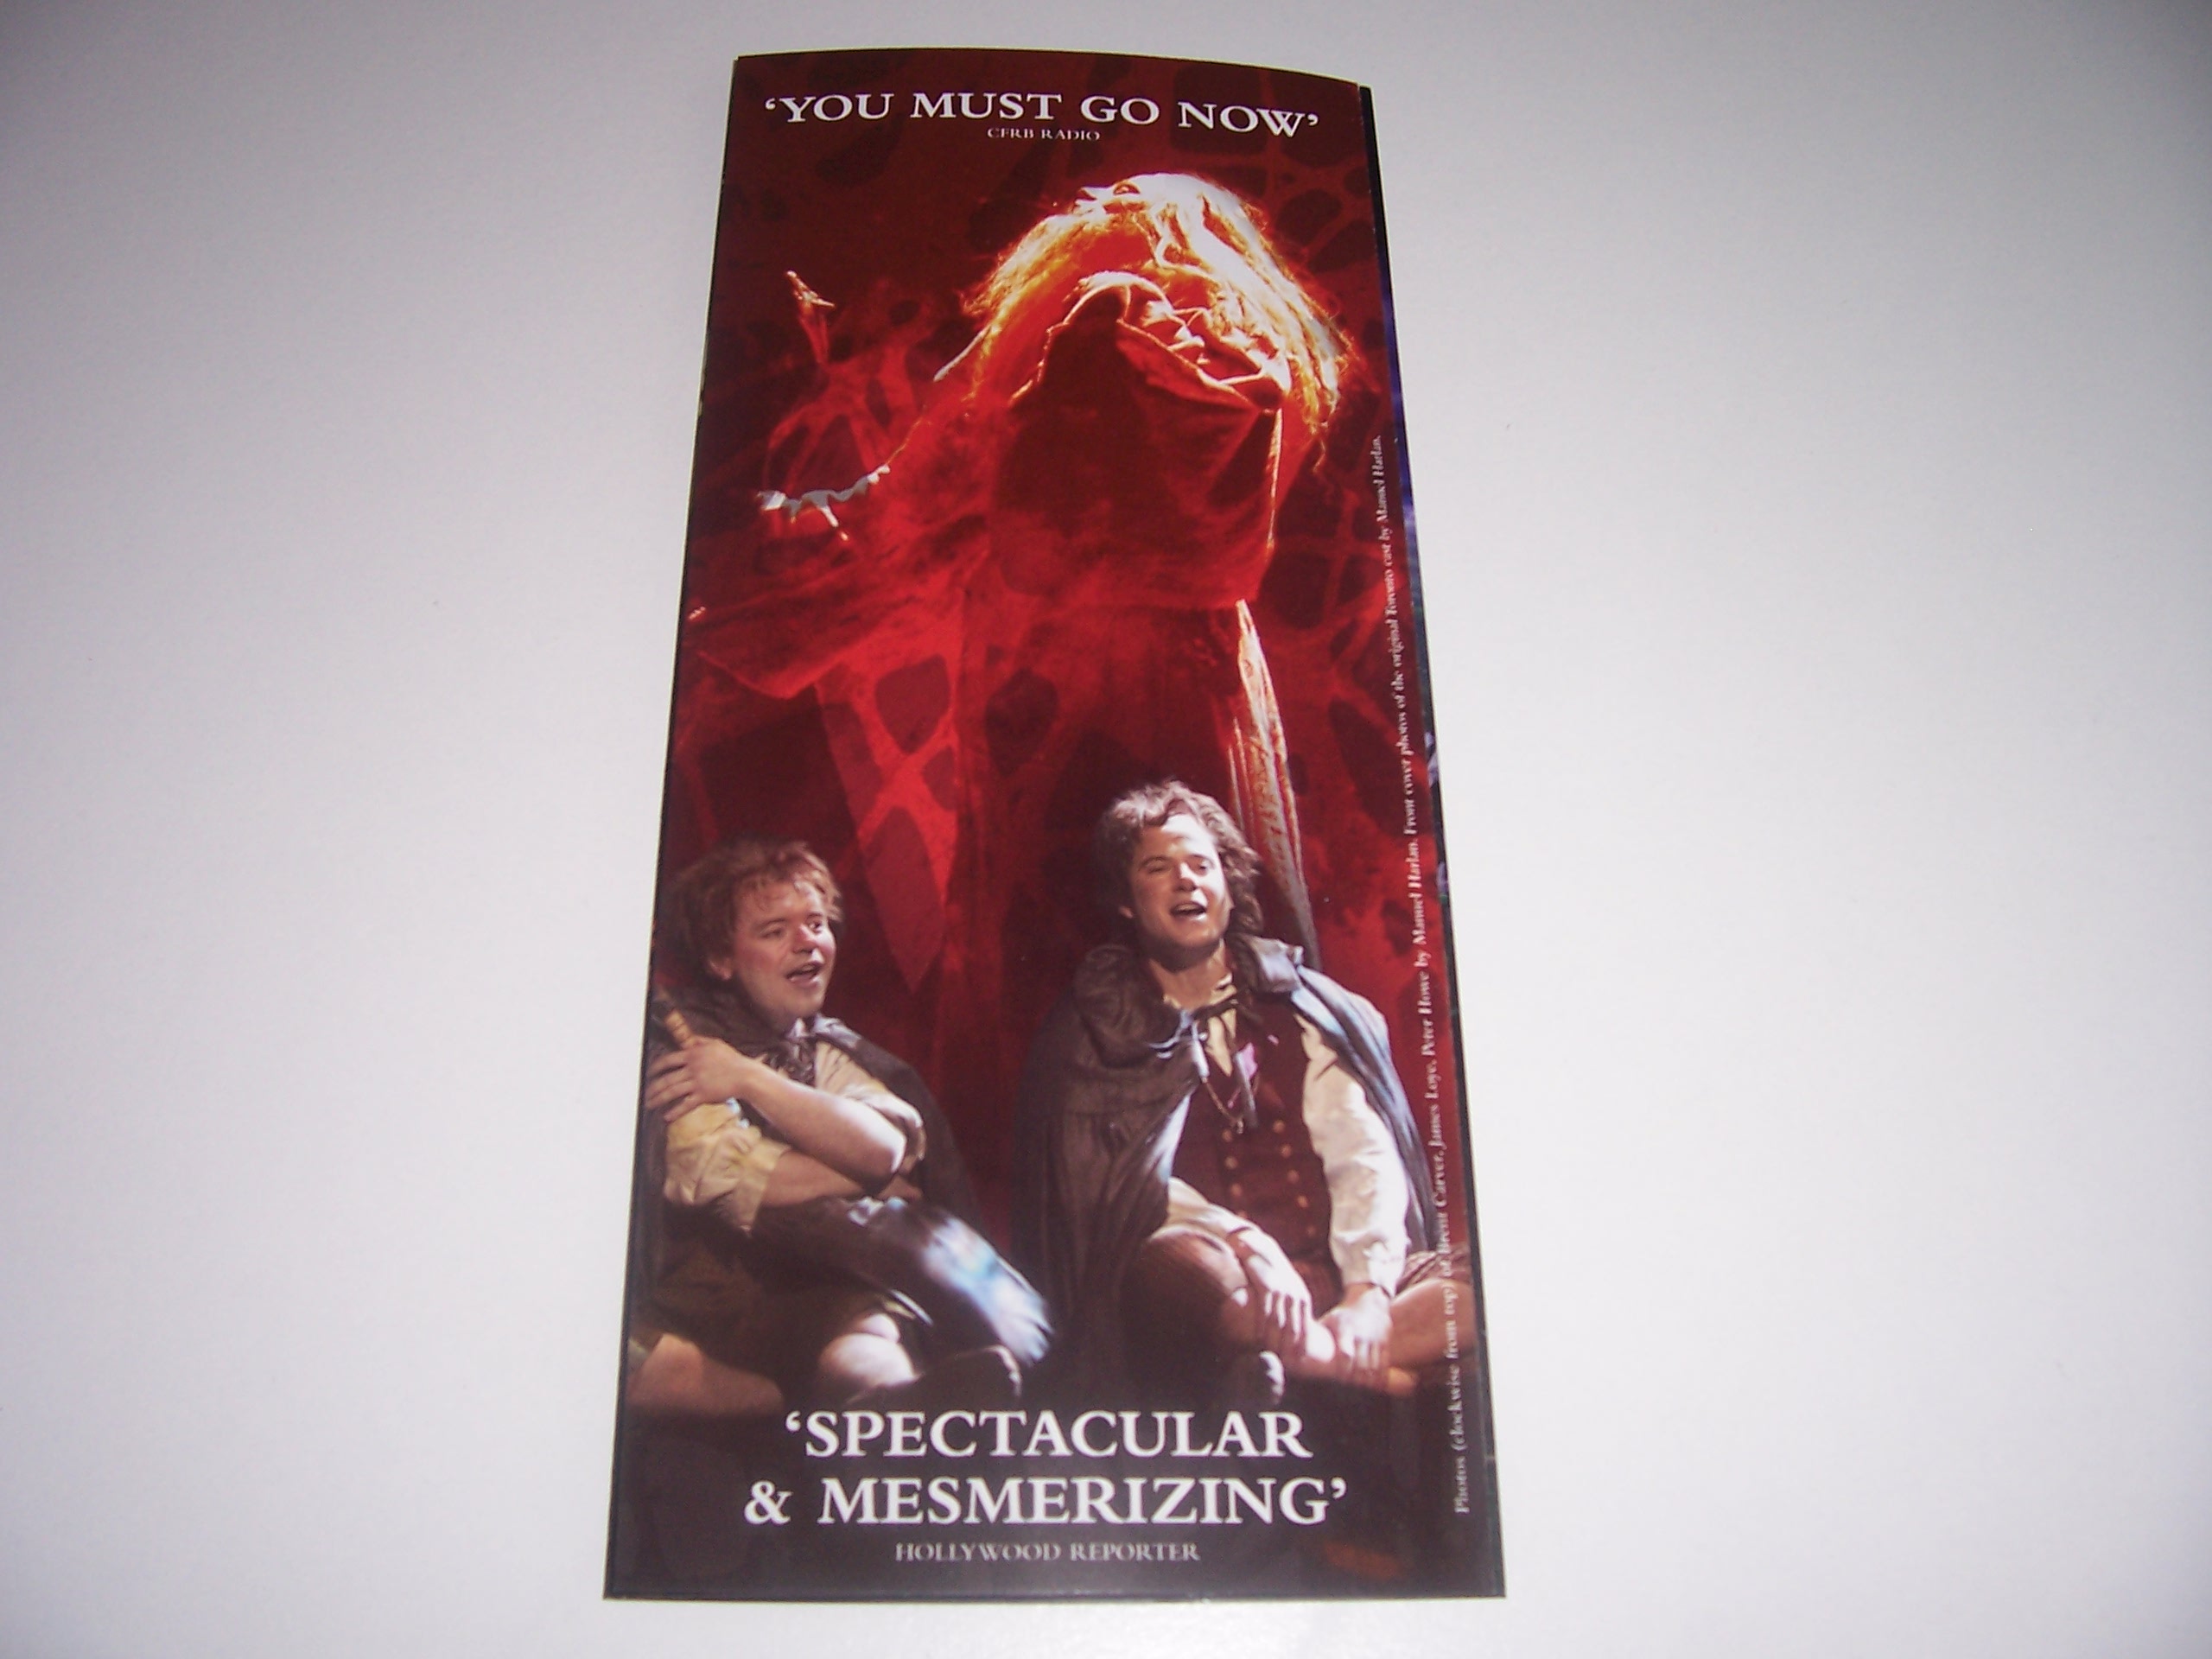 ‘YOU MUST GO NOW’
CFRB RADIO
Photos (clockwise from top) of Brent Carver, James Loye, Peter Howe by Manuel Harlan. Front cover photos of the original Toronto cast by Manuel Harlan.
‘SPECTACULAR
& MESMERIZING’
HOLLYWOOD REPORTER